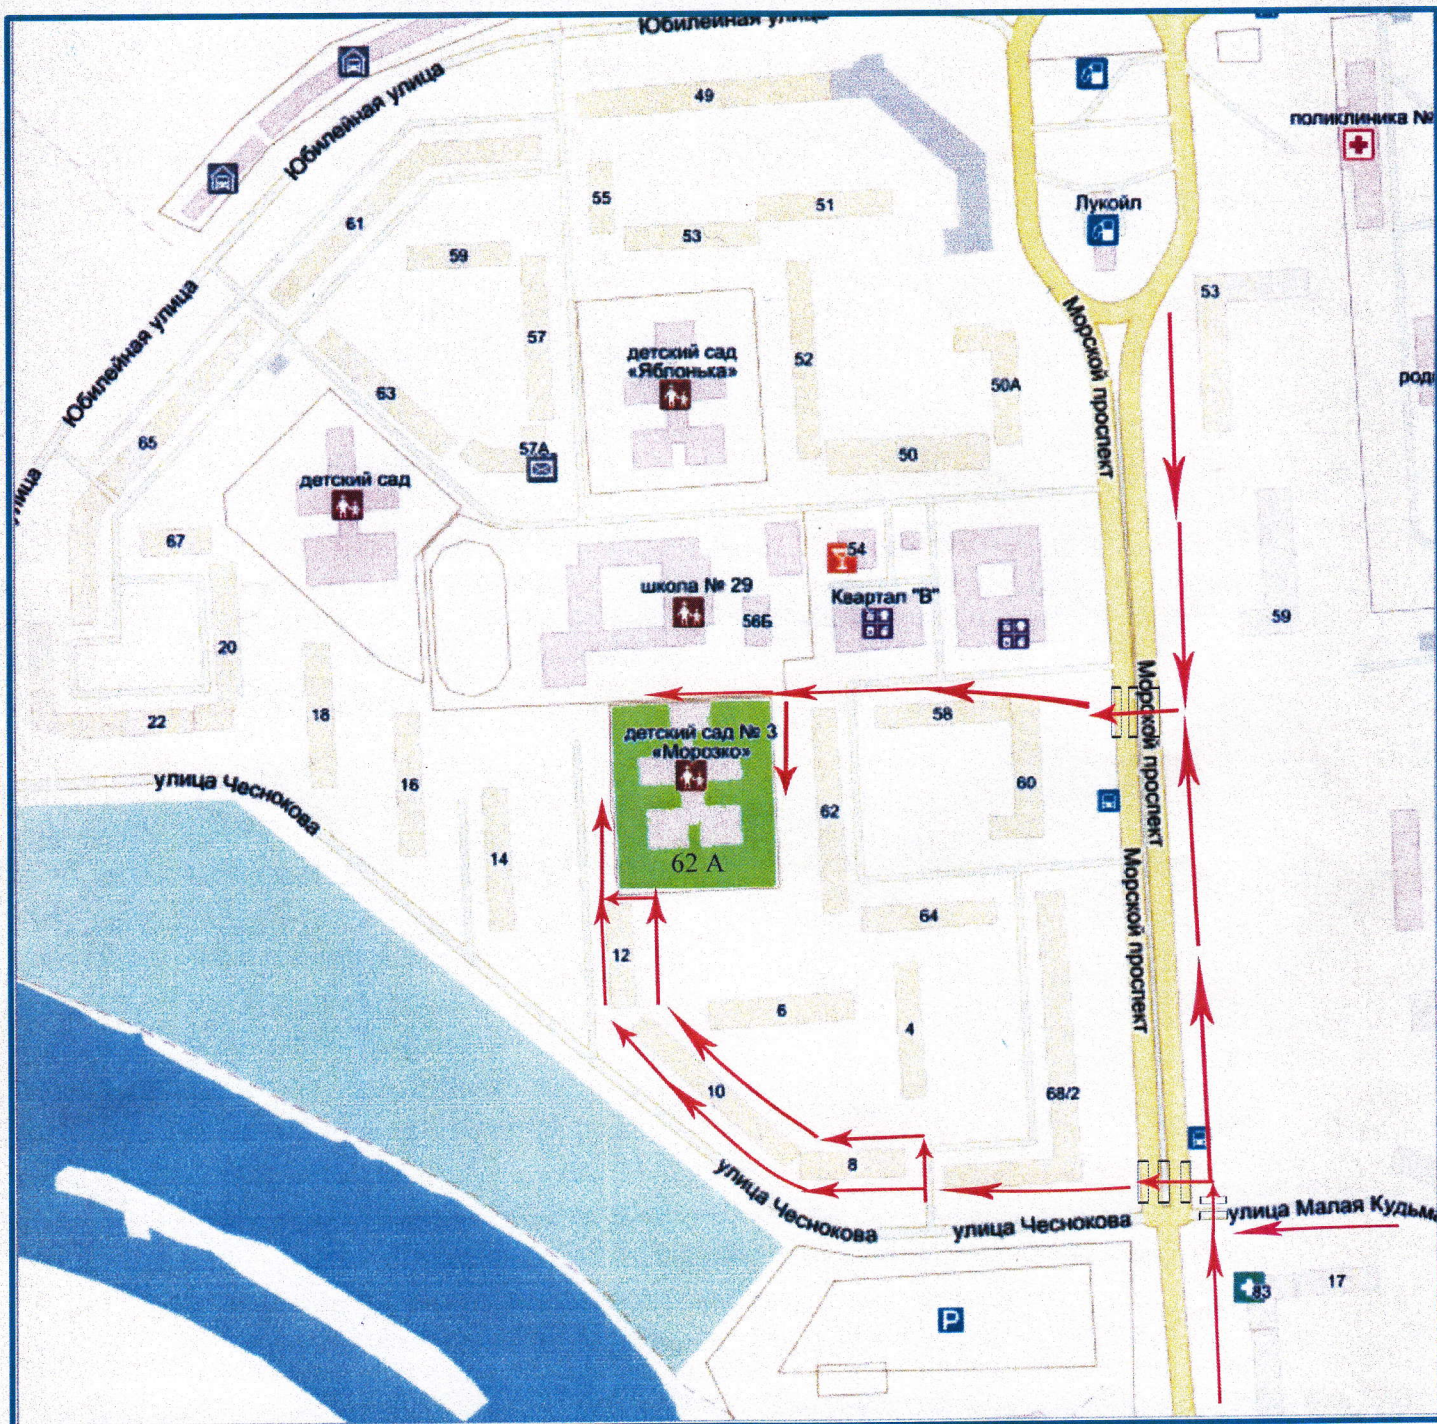 Юбилейная улица
Юбилейная улица
49
поликлиника №
55
51
Лукойл
61
53
59
53
Юбилейная улица
57
детский сад
«Яблонька»
52
50А
Морской проспект
63
65
57А
50
детский сад
улица
67
54
школа № 29
Квартал "В"
56Б
59
20
Морской проспект
22
18
58
детский сад № 3
«Морозко»
улица Чеснокова
16
62
60
14
62 А
Морской проспект
64
12
6
4
10
68/2
8
улица Чеснокова
улица Чеснокова
улица Малая Кудьма
83
17
P